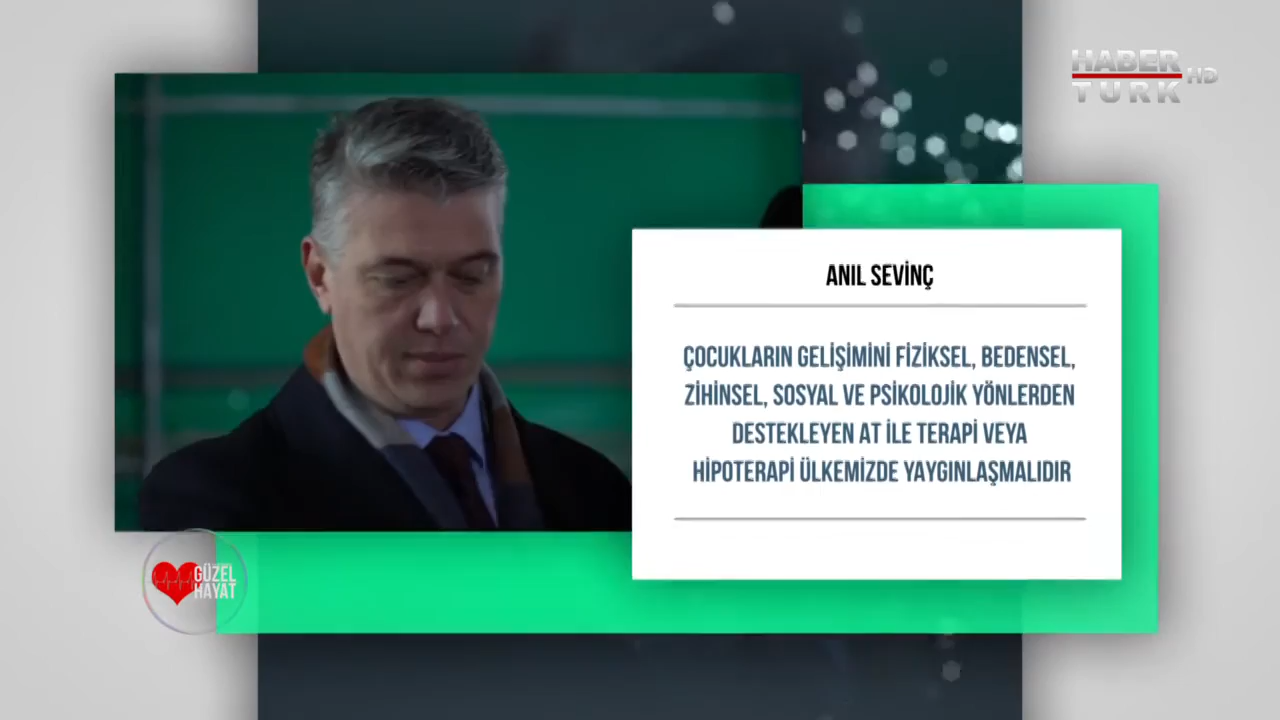 HABER
TURK HD
ANIL SEVİNÇ
ÇOCUKLARIN GELİŞİMİNİ FİZİKSEL, BEDENSEL,
ZİHİNSEL, SOSYAL VE PSİKOLOJİK YÖNLERDEN
DESTEKLEYEN AT İLE TERAPİ VEYA
HİPOTERAPİ ÜLKEMİZDE YAYGINLAŞMALIDIR
GÜZEL
HAYAT